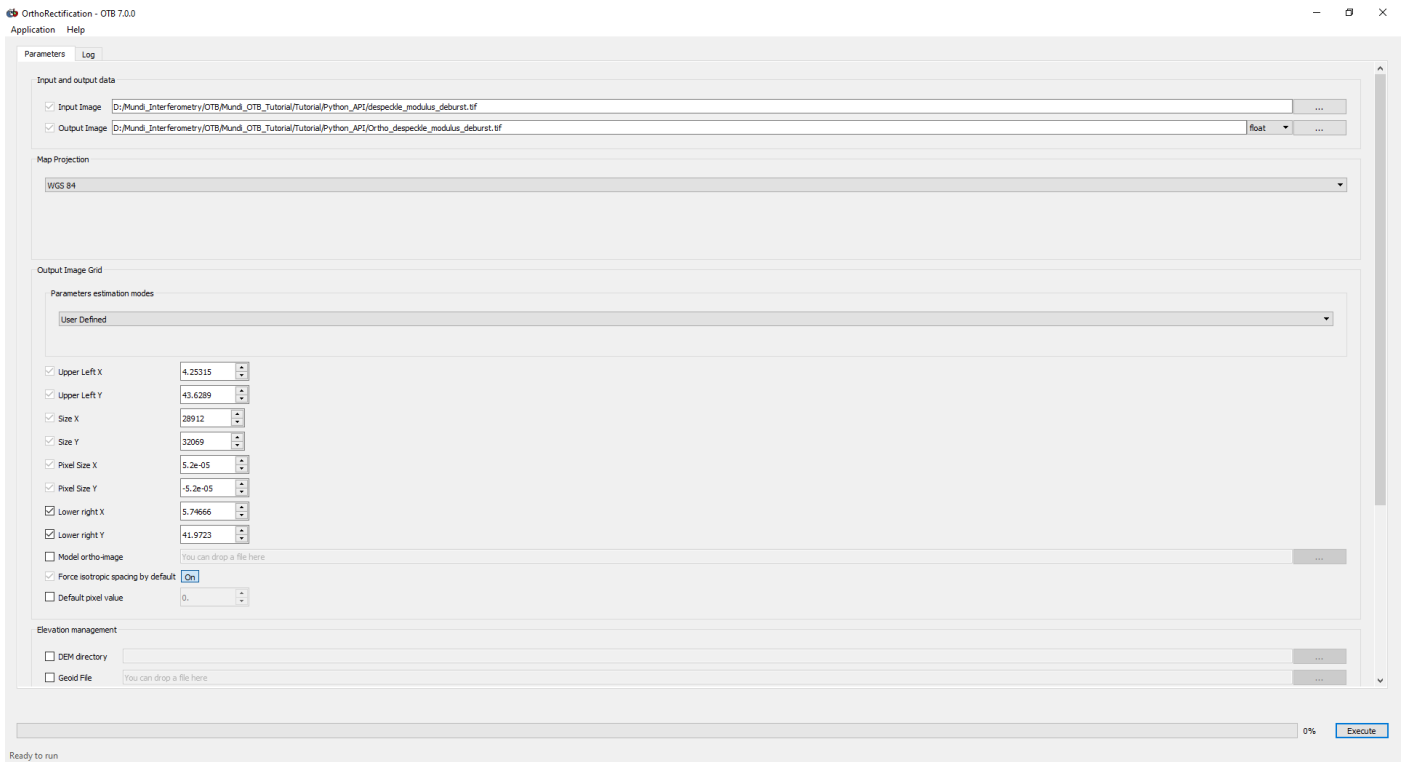 OrthoRectification - OTB 7.0.0
Application Help
Parameters Log
Input and output data
Input Image D:/Mundi_Interferometry/OTB/Mundi_OTB_Tutorial/Tutorial/Python_API/despeckle_modulus_deburst.tif ...
Output Image D:/Mundi_Interferometry/OTB/Mundi_OTB_Tutorial/Tutorial/Python_API/Ortho_despeckle_modulus_deburst.tif float ...
Map Projection
WGS 84
Output Image Grid
Parameters estimation modes
User Defined
Upper Left X 4.25315
Upper Left Y 43.6289
Size X 28912
Size Y 32069
Pixel Size X 5.2e-05
Pixel Size Y -5.2e-05
Lower right X 5.74666
Lower right Y 41.9723
Model ortho-image You can drop a file here ...
Force isotropic spacing by default On
Default pixel value 0.
Elevation management
DEM directory ...
Geoid File You can drop a file here ...
0% Execute
Ready to run